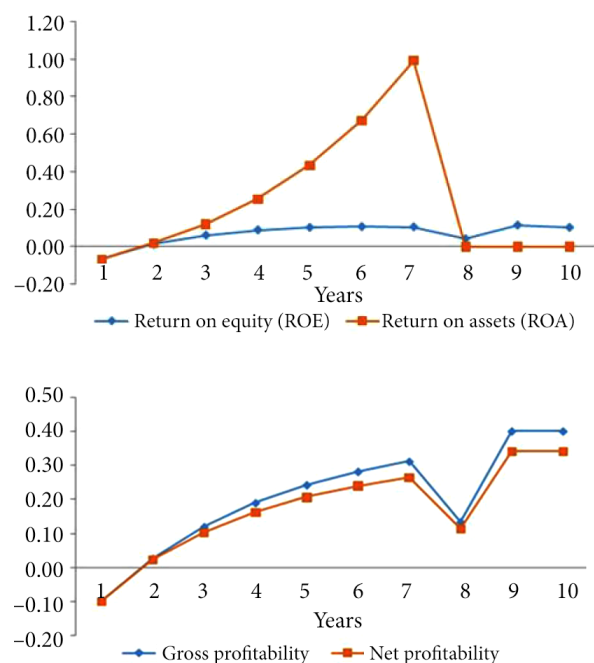 1.20
1.00
0.80
0.60
0.40
0.20
0.00
–0.20
1 2 3 4 5 6 7 8 9 10
Years
Return on equity (ROE) Return on assets (ROA)
0.50
0.40
0.30
0.20
0.10
0.00
–0.10
–0.20
1 2 3 4 5 6 7 8 9 10
Years
Gross profitability Net profitability